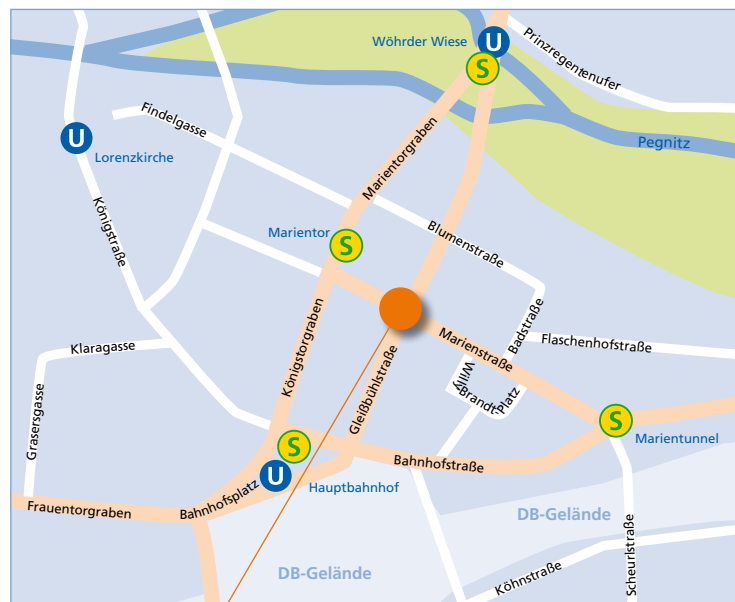 Wöhrder Wiese
U
S
Prinzregentenufer
Findelgasse
U
Lorenzkirche
Marientorgraben
Pegnitz
Königstraße
Marientor
S
Blumenstraße
Königstorgraben
Klaragasse
Gleißbühlstraße
Marienstraße
Badstraße
Flaschenhofstraße
Willy-
Brandt-
Platz
Grasersgasse
S
Marientunnel
S
U
Hauptbahnhof
Bahnhofstraße
Bahnhofsplatz
Frauentorgraben
DB-Gelände
DB-Gelände
Köhnstraße
Scheurlstraße